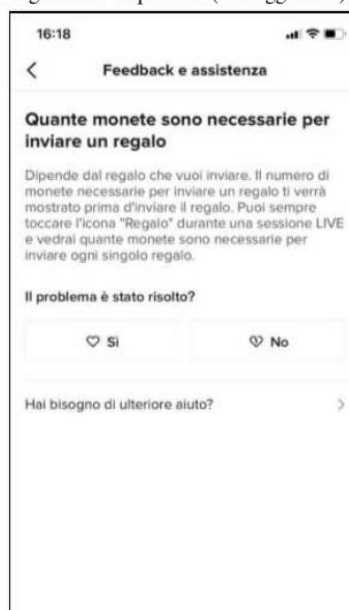 16:18
Feedback e assistenza
Quante monete sono necessarie per
inviare un regalo
Dipende dal regalo che vuoi inviare. Il numero di
monete necessarie per inviare un regalo ti verrà
mostrato prima d'inviare il regalo. Puoi sempre
toccare l'icona "Regalo" durante una sessione LIVE
e vedrai quante monete sono necessarie per
inviare ogni singolo regalo.
Il problema è stato risolto?
Sì
No
Hai bisogno di ulteriore aiuto?